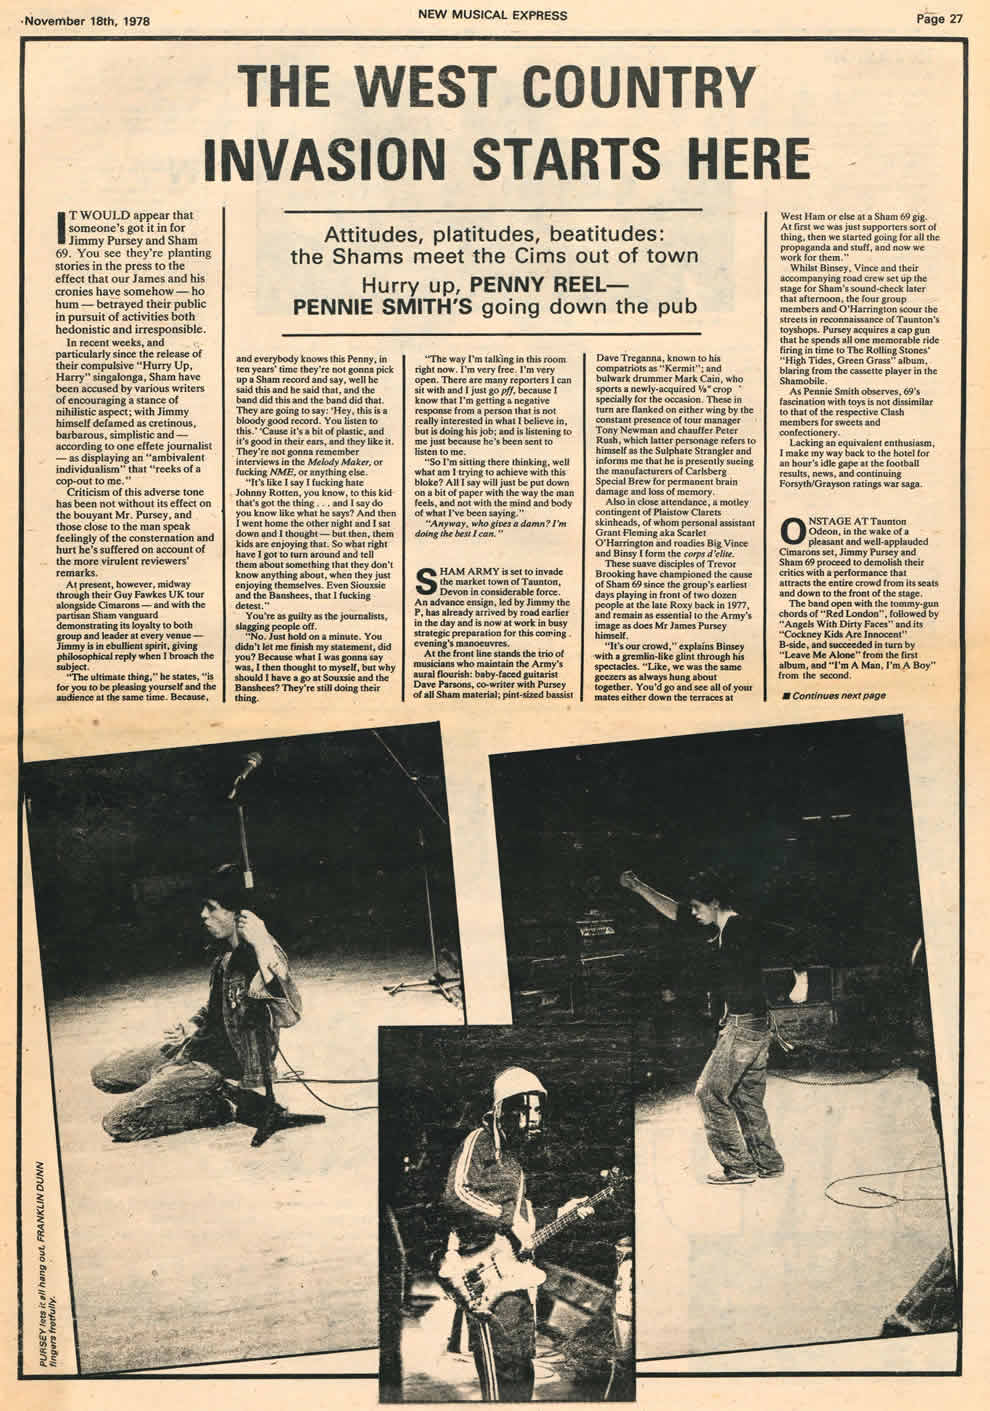 November 18th, 1978
NEW MUSICAL EXPRESS
Page 27
THE WEST COUNTRY
INVASION STARTS HERE
Attitudes, platitudes, beatitudes:
the Shams meet the Cims out of town
Hurry up, PENNY REEL—
PENNIE SMITH'S going down the pub
IT WOULD appear that
someone's got it in for
Jimmy Pursey and Sham
69. You see they're planting
stories in the press to the
effect that our James and his
cronies have somehow — ho
hum — betrayed their public
in pursuit of activities both
hedonistic and irresponsible.
In recent weeks, and
particularly since the release of
their compulsive "Hurry Up,
Harry" singalonga, Sham have
been accused by various writers
of encouraging a stance of
nihilistic aspect; with Jimmy
himself defamed as cretinous,
barbarous, simplistic and —
according to one effete journalist
— as displaying an "ambivalent
individualism" that "reeks of a
cop-out to me."
Criticism of this adverse tone
has been not without its effect on
the bouyant Mr. Pursey, and
those close to the man speak
feelingly of the consternation and
hurt he's suffered on account of
the more virulent reviewers'
remarks.
At present, however, midway
through their Guy Fawkes UK tour
alongside Cimarons — and with the
partisan Sham vanguard
demonstrating its loyalty to both
group and leader at every venue —
Jimmy is in ebullient spirit, giving
philosophical reply when I broach the
subject.
"The ultimate thing," he states, "is
for you to be pleasing yourself and the
audience at the same time. Because,
and everybody knows this Penny, in
ten years' time they're not gonna pick
up a Sham record and say, well he
said this and he said that, and the
band did this and the band did that.
They are going to say: 'Hey, this is a
bloody good record. You listen to
this.' 'Cause it's a bit of plastic, and
it's good in their ears, and they like it.
They're not gonna remember
interviews in the Melody Maker, or
fucking NME, or anything else.
"It's like I say I fucking hate
Johnny Rotten, you know, to this kid
that's got the thing . . . and I say do
you know like what he says? And then
I went home the other night and I sat
down and I thought — but then, them
kids are enjoying that. So what right
have I got to turn around and tell
them about something that they don't
know anything about, when they just
enjoying themselves. Even Siouxsie
and the Banshees, that I fucking
detest."
You're as guilty as the journalists,
slagging people off.
"No. Just hold on a minute. You
didn't let me finish my statement, did
you? Because what I was gonna say
was, I then thought to myself, but why
should I have a go at Souxsie and the
Banshees? They're still doing their
thing.
"The way I'm talking in this room
right now. I'm very free. I'm very
open. There are many reporters I can
sit with and I just go pff, because I
know that I'm getting a negative
response from a person that is not
really interested in what I believe in,
but is doing his job; and is listening to
me just because he's been sent to
listen to me.
"So I'm sitting there thinking, well
what am I trying to achieve with this
bloke? All I say will just be put down
on a bit of paper with the way the man
feels, and not with the mind and body
of what I've been saying."
"Anyway, who gives a damn? I'm
doing the best I can."
SHAM ARMY is set to invade
the market town of Taunton,
Devon in considerable force.
An advance ensign, led by Jimmy the
P, has already arrived by road earlier
in the day and is now at work in busy
strategic preparation for this coming
evening's manoeuvres.
At the front line stands the trio of
musicians who maintain the Army's
aural flourish: baby-faced guitarist
Dave Parsons, co-writer with Pursey
of all Sham material; pint-sized bassist
Dave Treganna, known to his
compatriots as "Kermit"; and
bulwark drummer Mark Cain, who
sports a newly-acquired ⅛" crop
specially for the occasion. These in
turn are flanked on either wing by the
constant presence of tour manager
Tony Newman and chauffer Peter
Rush, which latter personage refers to
himself as the Sulphate Strangler and
informs me that he is presently sueing
the manufacturers of Carlsberg
Special Brew for permanent brain
damage and loss of memory.
Also in close attendance, a motley
contingent of Plaistow Clarets
skinheads, of whom personal assistant
Grant Fleming aka Scarlet
O'Harrington and roadies Big Vince
and Binsy I form the corps d'elite.
These suave disciples of Trevor
Brooking have championed the cause
of Sham 69 since the group's earliest
days playing in front of two dozen
people at the late Roxy back in 1977,
and remain as essential to the Army's
image as does Mr James Pursey
himself.
"It's our crowd," explains Binsey
with a gremlin-like glint through his
spectacles. "Like, we was the same
geezers as always hung about
together. You'd go and see all of your
mates either down the terraces at
West Ham or else at a Sham 69 gig.
At first we was just supporters sort of
thing, then we started going for all the
propaganda and stuff, and now we
work for them."
Whilst Binsey, Vince and their
accompanying road crew set up the
stage for Sham's sound-check later
that afternoon, the four group
members and O'Harrington scour the
streets in reconnaissance of Taunton's
toyshops. Pursey acquires a cap gun
that he spends all one memorable ride
firing in time to The Rolling Stones'
"High Tides, Green Grass" album,
blaring from the cassette player in the
Shamobile.
As Pennie Smith observes, 69's
fascination with toys is not dissimilar
to that of the respective Clash
members for sweets and
confectionery.
Lacking an equivalent enthusiasm,
I make my way back to the hotel for
an hour's idle gape at the football
results, news, and continuing
Forsyth/Grayson ratings war saga.
ONSTAGE AT Taunton
Odeon, in the wake of a
pleasant and well-applauded
Cimarons set, Jimmy Pursey and
Sham 69 proceed to demolish their
critics with a performance that
attracts the entire crowd from its seats
and down to the front of the stage.
The band open with the tommy-gun
chords of "Red London", followed by
"Angels With Dirty Faces" and its
"Cockney Kids Are Innocent"
B-side, and succeeded in turn by
"Leave Me Alone" from the first
album, and "I'm A Man, I'm A Boy"
from the second.
■ Continues next page
PURSEY lets it all hang out, FRANKLIN DUNN
fingers fretfully.